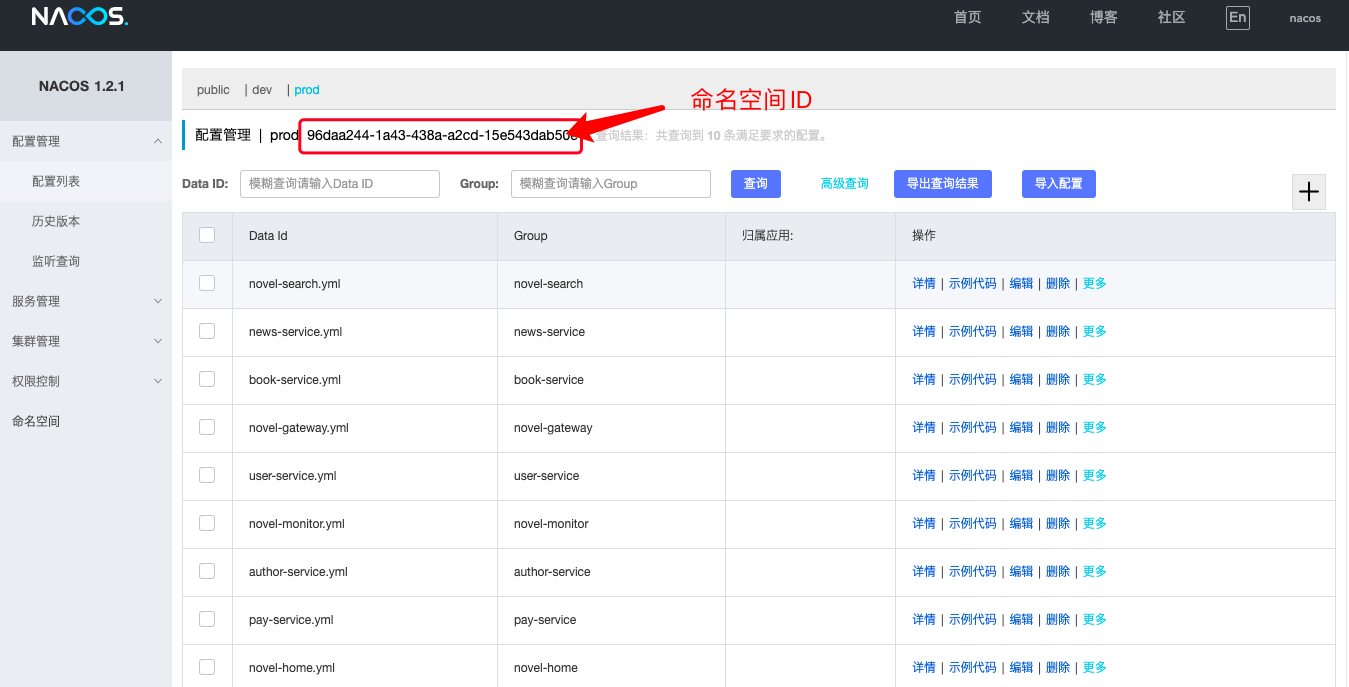 NACOS.
首页 文档 博客 社区 En nacos
NACOS 1.2.1
配置管理
配置列表
历史版本
监听查询
服务管理
集群管理
权限控制
命名空间
public | dev | prod
命名空间ID
配置管理 | prod 96daa244-1a43-438a-a2cd-15e543dab50 查询结果：共查询到 10 条满足要求的配置。
Data ID: 模糊查询请输入Data ID Group: 模糊查询请输入Group 查询 高级查询 导出查询结果 导入配置
Data Id Group 归属应用: 操作
novel-search.yml novel-search 详情 | 示例代码 | 编辑 | 删除 | 更多
news-service.yml news-service 详情 | 示例代码 | 编辑 | 删除 | 更多
book-service.yml book-service 详情 | 示例代码 | 编辑 | 删除 | 更多
novel-gateway.yml novel-gateway 详情 | 示例代码 | 编辑 | 删除 | 更多
user-service.yml user-service 详情 | 示例代码 | 编辑 | 删除 | 更多
novel-monitor.yml novel-monitor 详情 | 示例代码 | 编辑 | 删除 | 更多
author-service.yml author-service 详情 | 示例代码 | 编辑 | 删除 | 更多
pay-service.yml pay-service 详情 | 示例代码 | 编辑 | 删除 | 更多
novel-home.yml novel-home 详情 | 示例代码 | 编辑 | 删除 | 更多